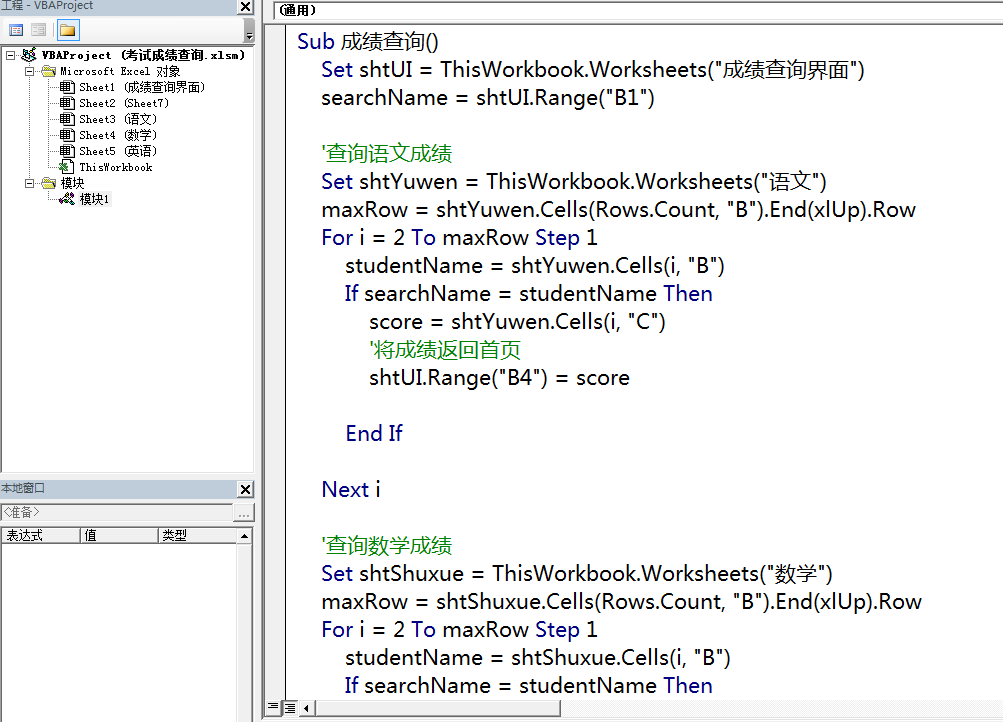 工程 - VBAProject
VBAProject (考试成绩查询.xlsm)
Microsoft Excel 对象
Sheet1 (成绩查询界面)
Sheet2 (Sheet7)
Sheet3 (语文)
Sheet4 (数学)
Sheet5 (英语)
ThisWorkbook
模块
模块1
本地窗口
<准备>
...
表达式 值 类型
(通用)
Sub 成绩查询()
Set shtUI = ThisWorkbook.Worksheets("成绩查询界面")
searchName = shtUI.Range("B1")
'查询语文成绩
Set shtYuwen = ThisWorkbook.Worksheets("语文")
maxRow = shtYuwen.Cells(Rows.Count, "B").End(xlUp).Row
For i = 2 To maxRow Step 1
studentName = shtYuwen.Cells(i, "B")
If searchName = studentName Then
score = shtYuwen.Cells(i, "C")
'将成绩返回首页
shtUI.Range("B4") = score
End If
Next i
'查询数学成绩
Set shtShuxue = ThisWorkbook.Worksheets("数学")
maxRow = shtShuxue.Cells(Rows.Count, "B").End(xlUp).Row
For i = 2 To maxRow Step 1
studentName = shtShuxue.Cells(i, "B")
If searchName = studentName Then